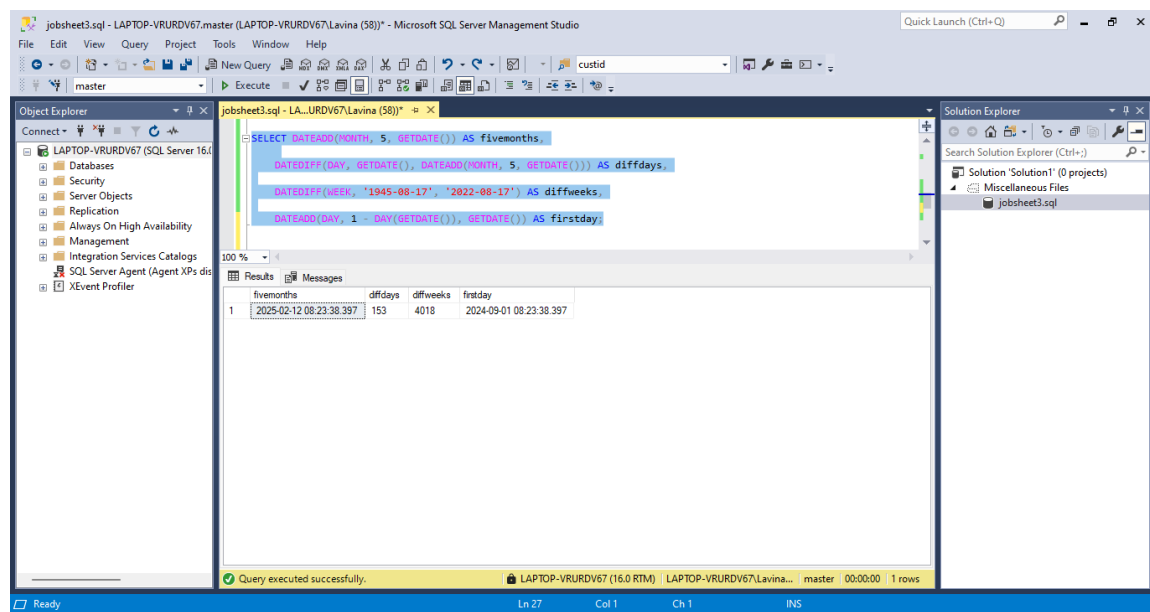 jobsheet3.sql - LAPTOP-VRURDV67.master (LAPTOP-VRURDV67\Lavina (58))* - Microsoft SQL Server Management Studio
Quick Launch (Ctrl+Q)
File Edit View Query Project Tools Window Help
New Query
custid
master
Execute
Object Explorer
Connect
LAPTOP-VRURDV67 (SQL Server 16.(
Databases
Security
Server Objects
Replication
Always On High Availability
Management
Integration Services Catalogs
SQL Server Agent (Agent XPs dis
XEvent Profiler
jobsheet3.sql - LA...URDV67\Lavina (58))*
SELECT DATEADD(MONTH, 5, GETDATE()) AS fivemonths,
DATEDIFF(DAY, GETDATE(), DATEADD(MONTH, 5, GETDATE())) AS diffdays,
DATEDIFF(WEEK, '1945-08-17', '2022-08-17') AS diffweeks,
DATEADD(DAY, 1 - DAY(GETDATE()), GETDATE()) AS firstday;
100 %
Results Messages
fivemonths diffdays diffweeks firstday
1 2025-02-12 08:23:38.397 153 4018 2024-09-01 08:23:38.397
Query executed successfully. LAPTOP-VRURDV67 (16.0 RTM) LAPTOP-VRURDV67\Lavina... master 00:00:00 1 rows
Solution Explorer
Search Solution Explorer (Ctrl+;)
Solution 'Solution1' (0 projects)
Miscellaneous Files
jobsheet3.sql
Ready Ln 27 Col 1 Ch 1 INS